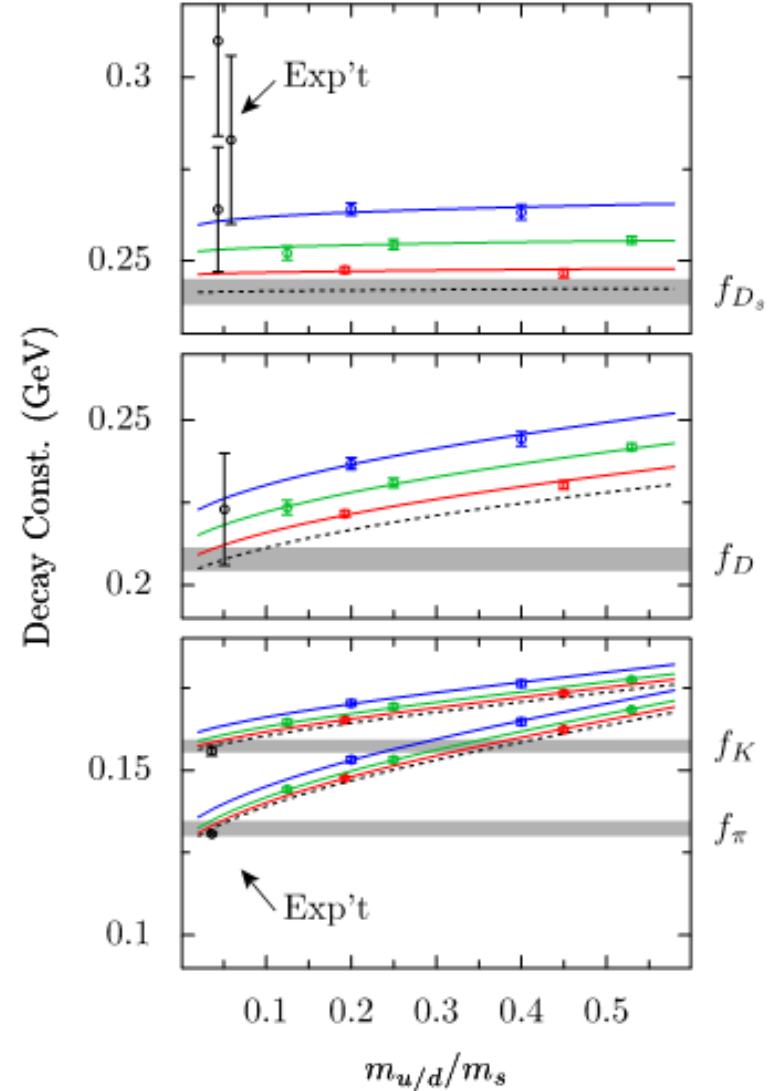 0.3
Exp't
0.25
f_{D_s}
Decay Const. (GeV)
0.25
0.2
f_D
0.15
f_K
f_π
Exp't
0.1
0.1 0.2 0.3 0.4 0.5
m_{u/d}/m_s